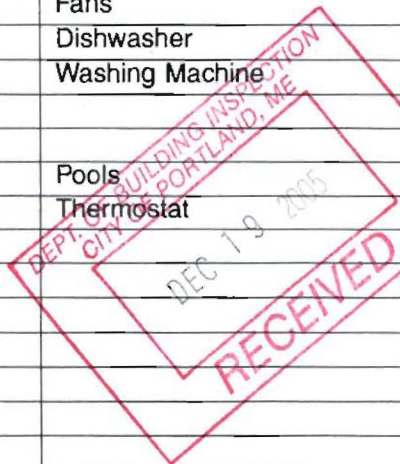 Fans
Dishwasher
Washing Machine
Pools
Thermostat
DEPT. OF BUILDING INSPECTION
CITY OF PORTLAND, ME
DEC 19 2005
RECEIVED